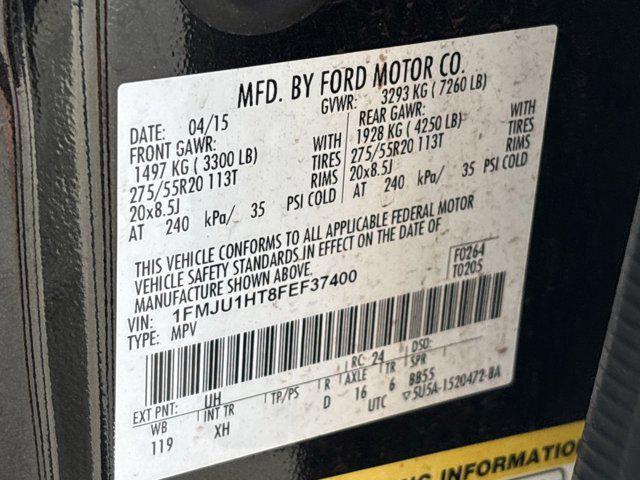 MFD. BY FORD MOTOR CO.
DATE: 04/15 GVWR: 3293 KG ( 7260 LB)
FRONT GAWR: REAR GAWR:
1497 KG ( 3300 LB) WITH 1928 KG ( 4250 LB) WITH
275/55R20 113T TIRES 275/55R20 113T TIRES
20x8.5J RIMS 20x8.5J RIMS
AT 240 kPa/ 35 PSI COLD AT 240 kPa/ 35 PSI COLD
THIS VEHICLE CONFORMS TO ALL APPLICABLE FEDERAL MOTOR
VEHICLE SAFETY STANDARDS IN EFFECT ON THE DATE OF
MANUFACTURE SHOWN ABOVE.
F0264
T0205
VIN: 1FMJU1HT8FEF37400
TYPE: MPV
EXT PNT: UH RC: 24 DSO:
WB INT TR TP/PS R AXLE TR SPR
119 XH D 16 6 BB55
UTC 5U5A-1520472-BA
ING INFORMATION